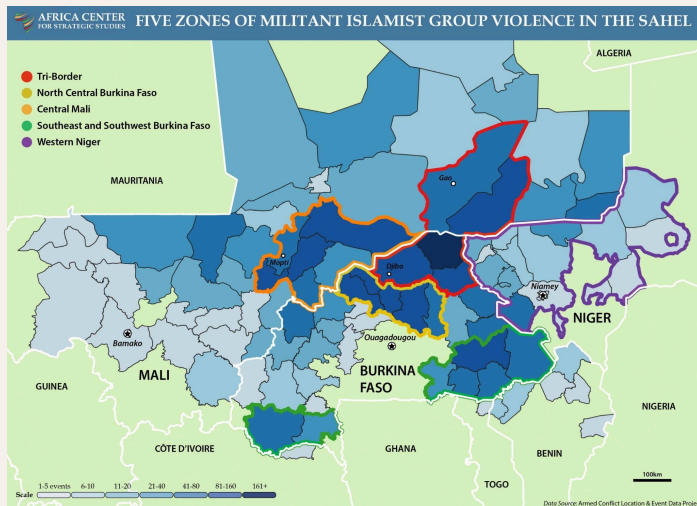 AFRICA CENTER
FOR STRATEGIC STUDIES
FIVE ZONES OF MILITANT ISLAMIST GROUP VIOLENCE IN THE SAHEL
ALGERIA
Tri-Border
North Central Burkina Faso
Central Mali
Southeast and Southwest Burkina Faso
Western Niger
MAURITANIA
Gao
Mopti
Djibo
Niamey
NIGER
Bamako
Ouagadougou
MALI
BURKINA
FASO
GUINEA
NIGERIA
CÔTE D'IVOIRE
GHANA
BENIN
TOGO
100km
Scale
1-5 events 6-10 11-20 21-40 41-80 81-160 161+
Data Source: Armed Conflict Location & Event Data Proje